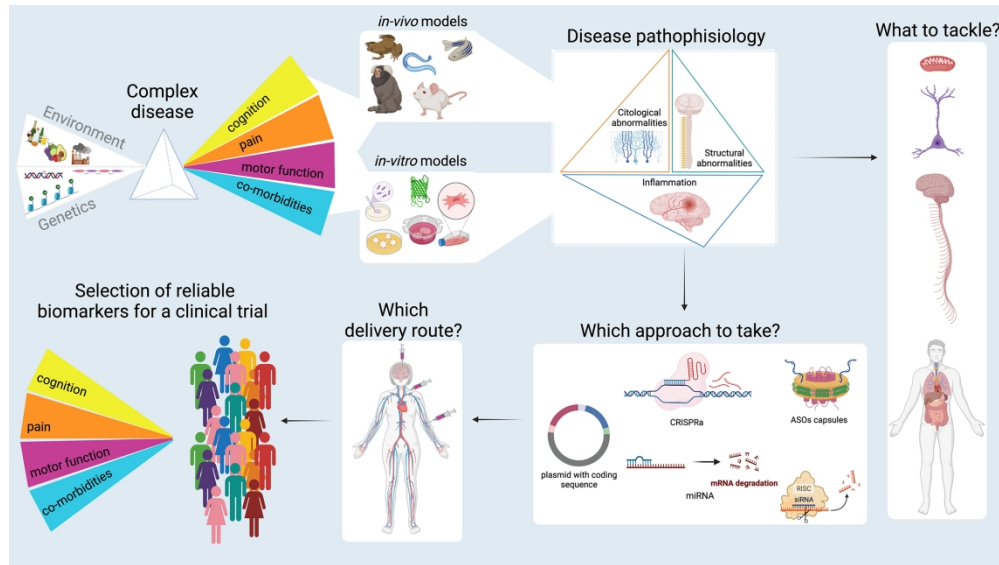 Environment
Genetics
Complex
disease
cognition
pain
motor function
co-morbidities
in-vivo models
in-vitro models
Disease pathophisiology
Citological
abnormalities
Structural
abnormalities
Inflammation
What to tackle?
Selection of reliable
biomarkers for a clinical trial
cognition
pain
motor function
co-morbidities
Which
delivery route?
Which approach to take?
CRISPRa
ASOs capsules
plasmid with coding
sequence
mRNA degradation
miRNA
RISC
siRNA